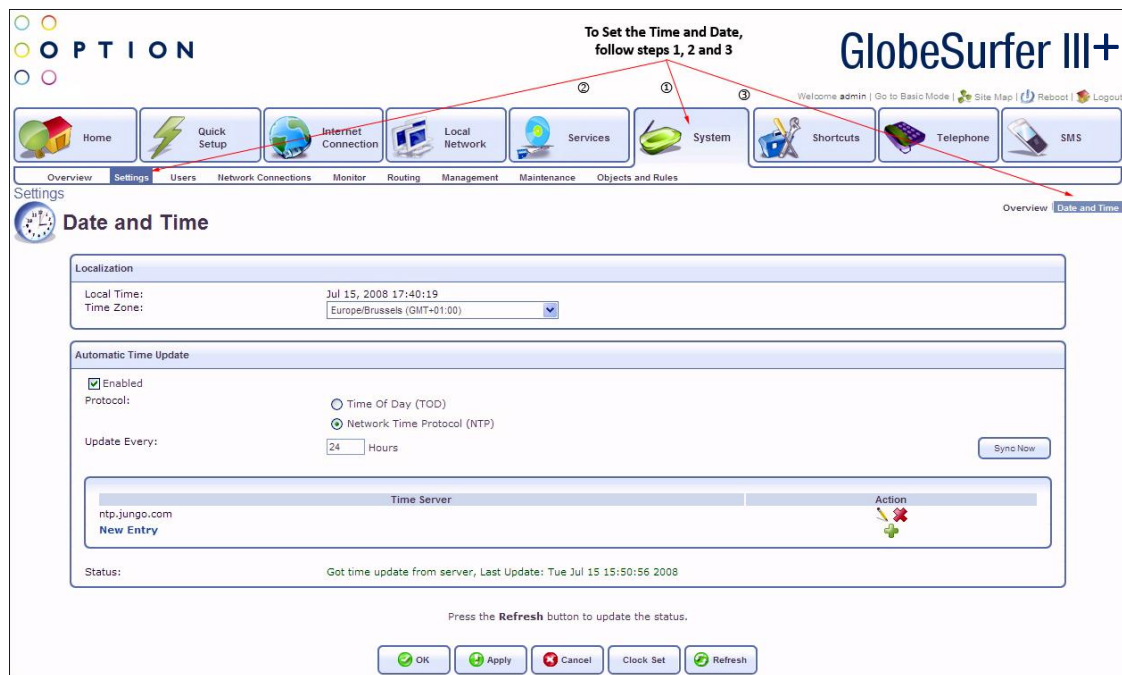 OPTION
To Set the Time and Date,
follow steps 1, 2 and 3
GlobeSurfer III+
② ① ③
Welcome admin | Go to Basic Mode | Site Map | Reboot | Logout
Home
Quick Setup
Internet Connection
Local Network
Services
System
Shortcuts
Telephone
SMS
Overview Settings Users Network Connections Monitor Routing Management Maintenance Objects and Rules
Settings
Overview | Date and Time
Date and Time
Localization
Local Time: Jul 15, 2008 17:40:19
Time Zone: Europe/Brussels (GMT+01:00)
Automatic Time Update
Enabled
Protocol: Time Of Day (TOD)
Network Time Protocol (NTP)
Update Every: 24 Hours
Sync Now
Time Server Action
ntp.jungo.com
New Entry
Status: Got time update from server, Last Update: Tue Jul 15 15:50:56 2008
Press the Refresh button to update the status.
OK Apply Cancel Clock Set Refresh